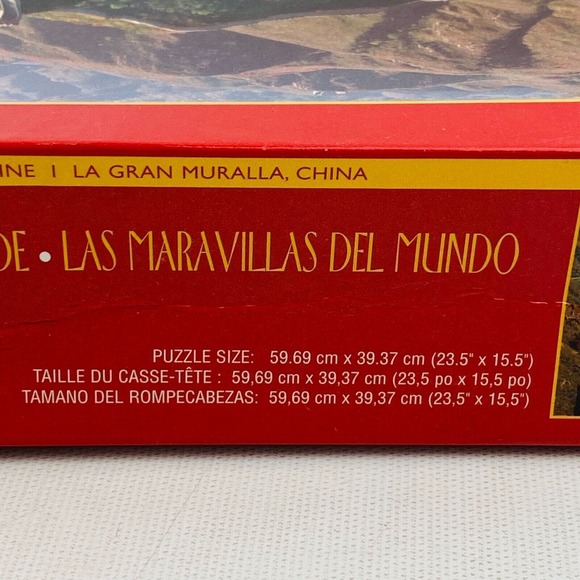 INE | LA GRAN MURALLA, CHINA
DE • LAS MARAVILLAS DEL MUNDO
PUZZLE SIZE: 59.69 cm x 39.37 cm (23.5" x 15.5")
TAILLE DU CASSE-TÊTE : 59,69 cm x 39,37 cm (23,5 po x 15,5 po)
TAMANO DEL ROMPECABEZAS: 59,69 cm x 39,37 cm (23,5" x 15,5")